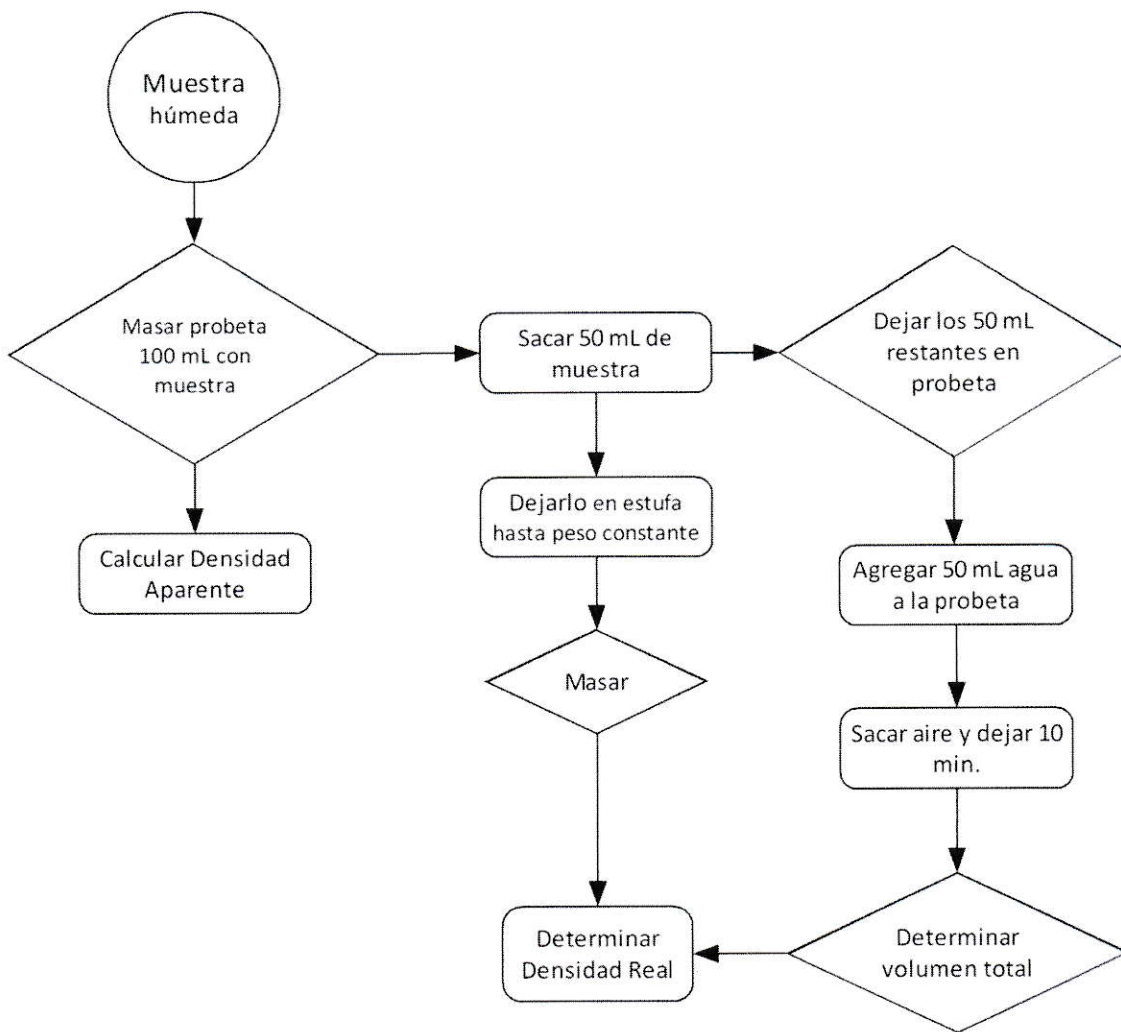 Muestra
húmeda
Masar probeta
100 mL con
muestra
Calcular Densidad
Aparente
Sacar 50 mL de
muestra
Dejarlo en estufa
hasta peso constante
Masar
Determinar
Densidad Real
Dejar los 50 mL
restantes en
probeta
Agregar 50 mL agua
a la probeta
Sacar aire y dejar 10
min.
Determinar
volumen total